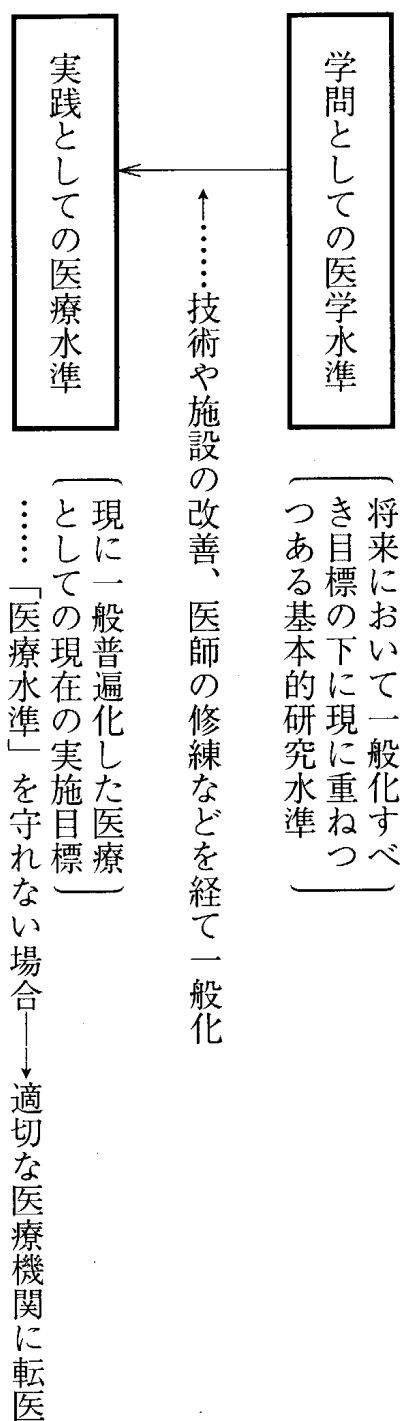 学問としての医学水準
将来において一般化すべ
き目標の下に現に重ねつ
つある基本的研究水準
……技術や施設の改善、医師の修練などを経て一般化
実践としての医療水準
現に一般普遍化した医療
としての現在の実施目標
……「医療水準」を守れない場合→適切な医療機関に転医